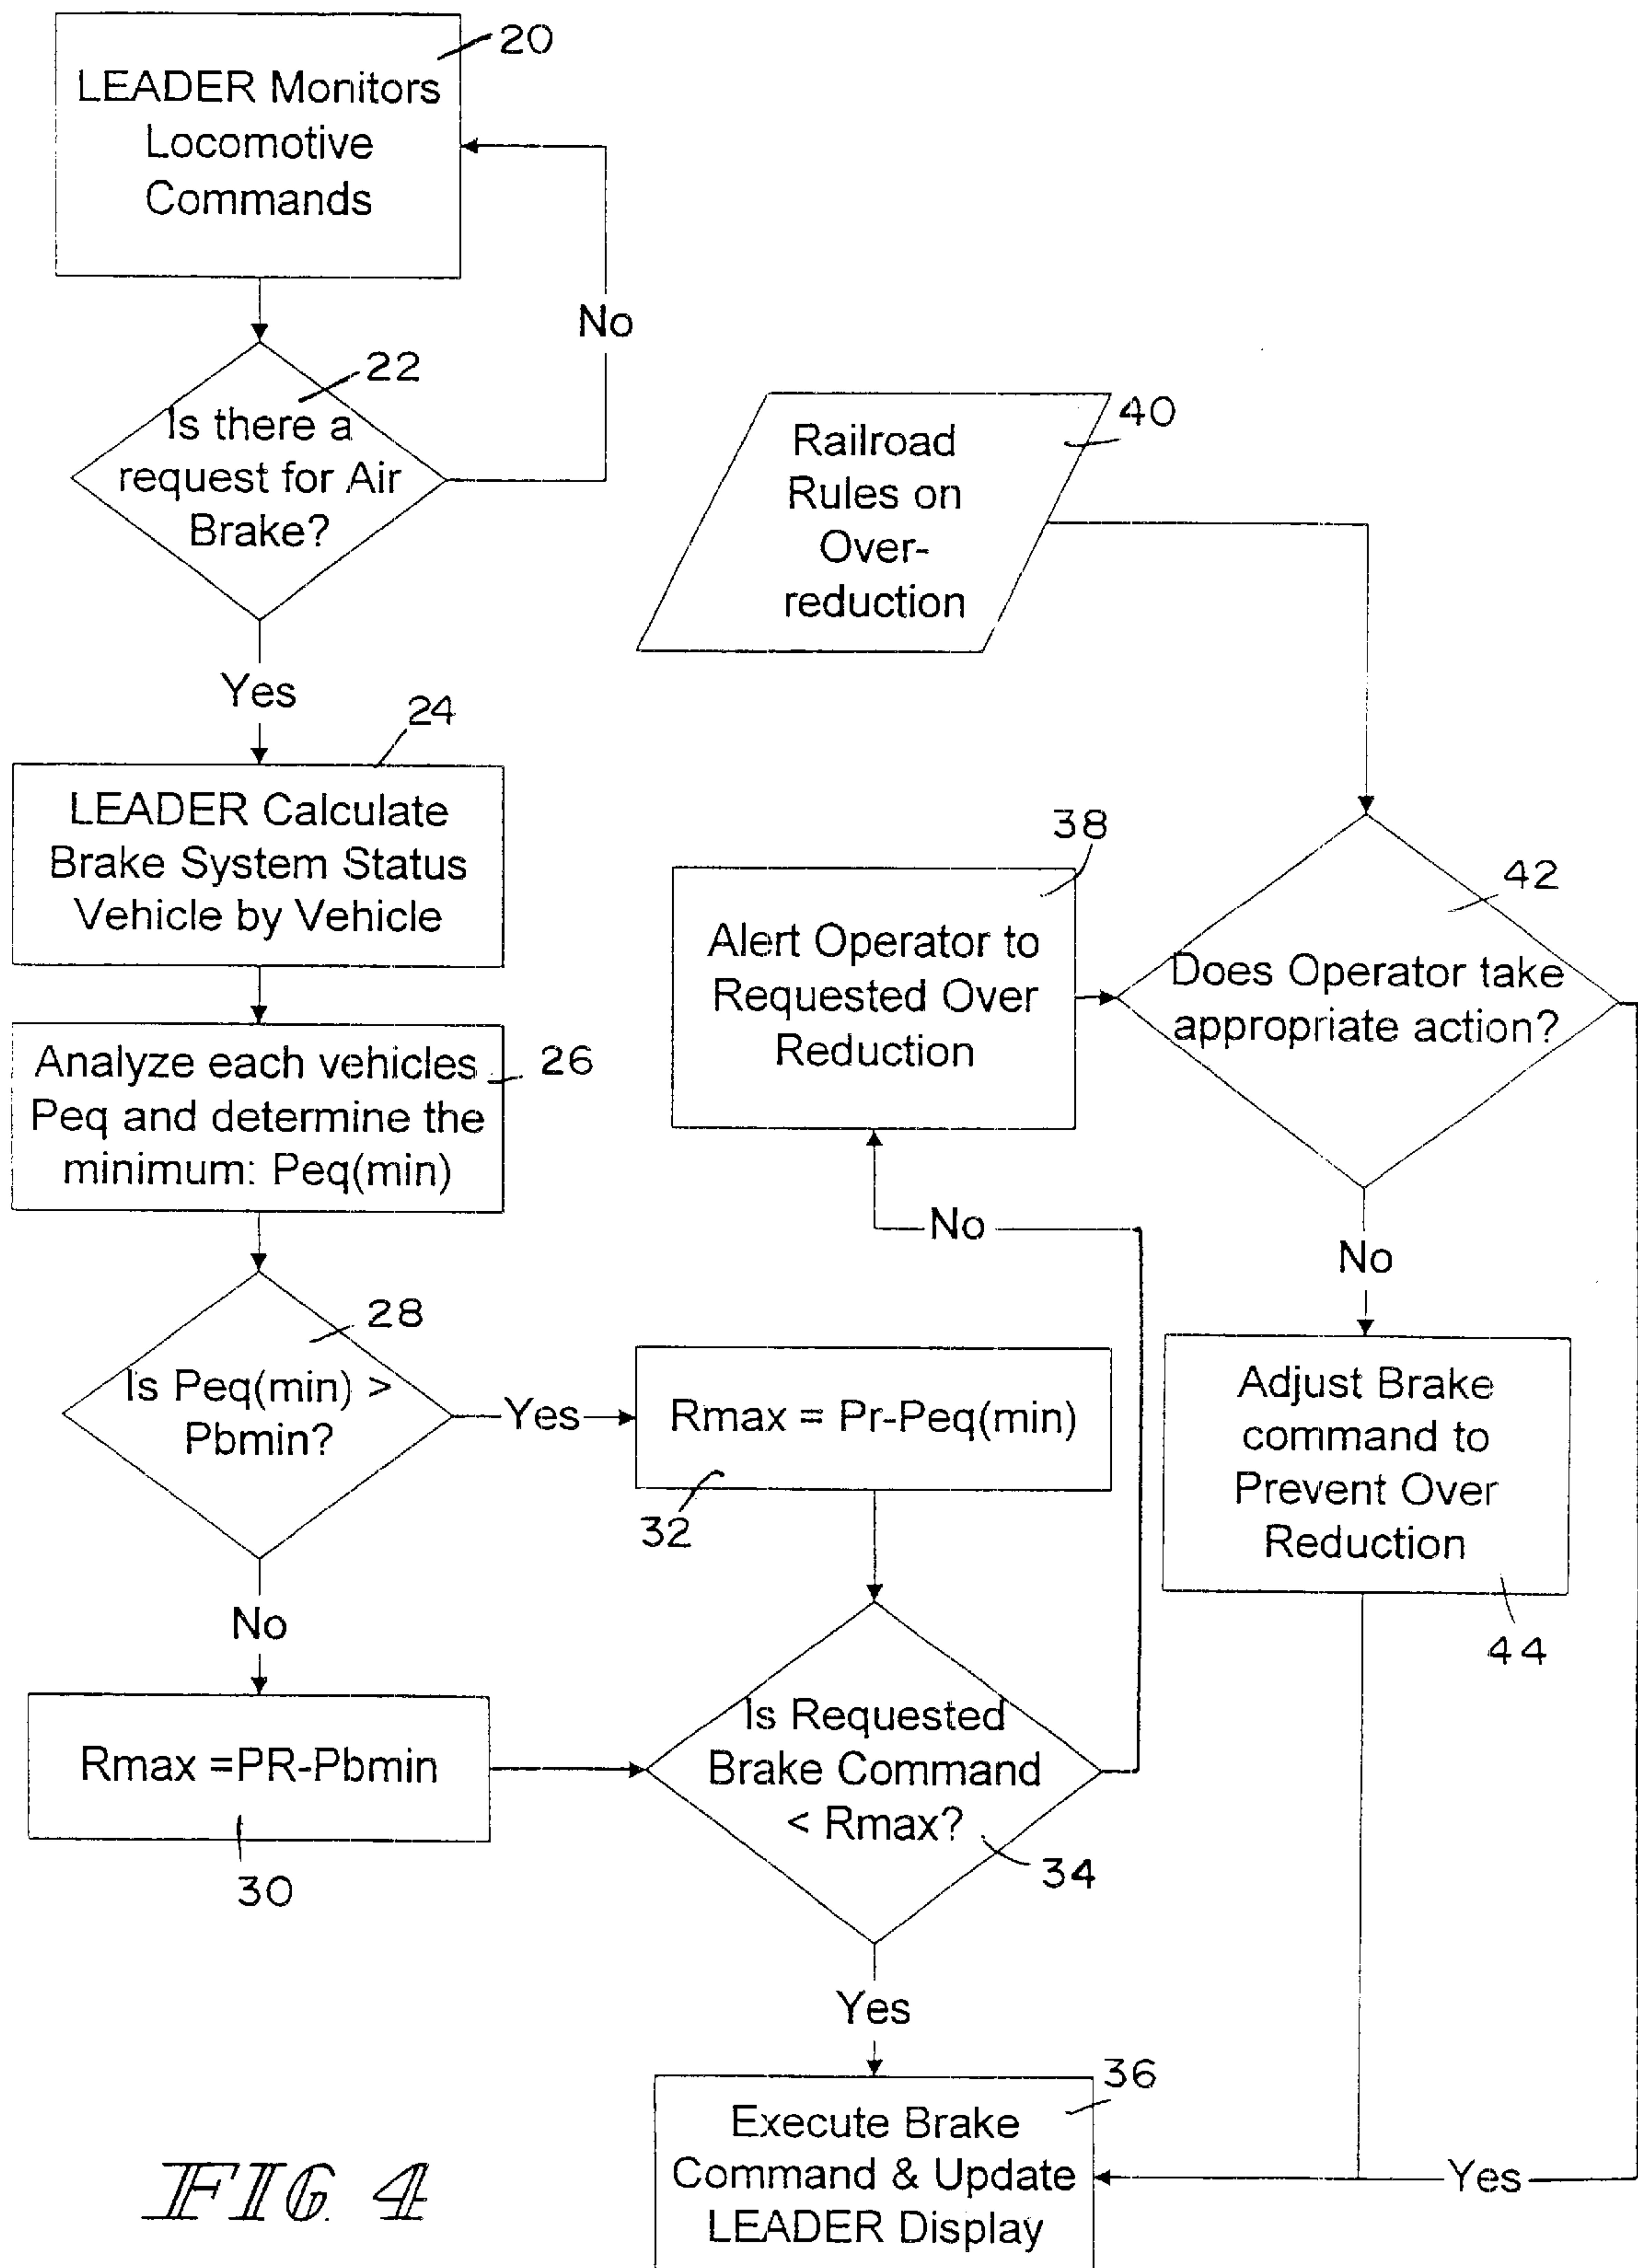 20
LEADER Monitors
Locomotive
Commands
No
22
Is there a
request for Air
Brake?
Yes
24
LEADER Calculate
Brake System Status
Vehicle by Vehicle
26
Analyze each vehicles
Peq and determine the
minimum: Peq(min)
28
Is Peq(min) >
Pbmin?
Yes
Rmax = Pr-Peq(min)
32
No
Rmax =PR-Pbmin
30
Is Requested
Brake Command
< Rmax?
34
No
38
Alert Operator to
Requested Over
Reduction
40
Railroad
Rules on
Over-
reduction
42
Does Operator take
appropriate action?
No
Adjust Brake
command to
Prevent Over
Reduction
44
Yes
Yes
36
Execute Brake
Command & Update
LEADER Display
FIG. 4